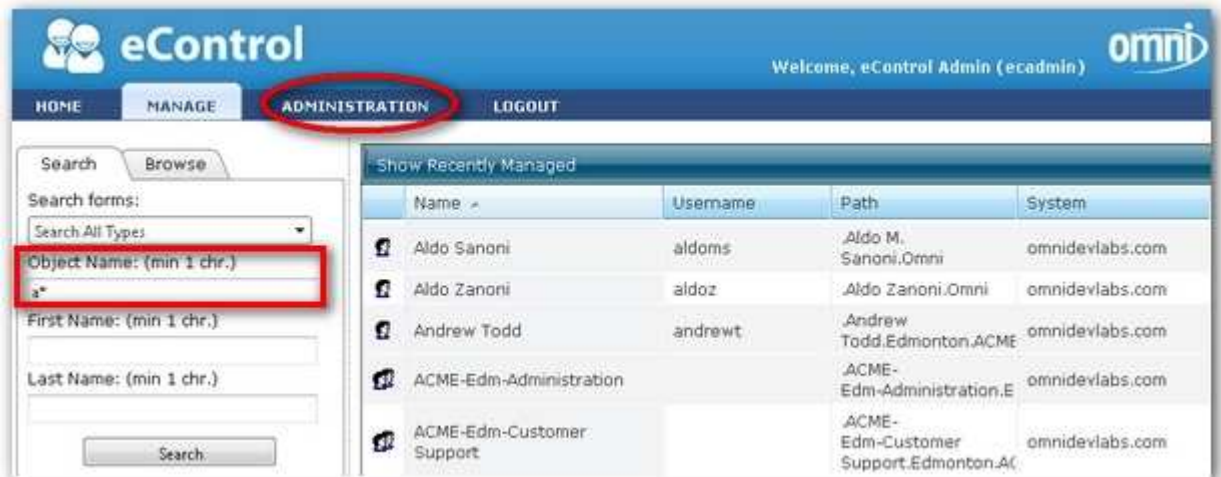 eControl
omni
Welcome, eControl Admin (ecadmin)
HOME MANAGE ADMINISTRATION LOGOUT
Search Browse
Search forms:
Search All Types
Object Name: (min 1 chr.)
a*
First Name: (min 1 chr.)
Last Name: (min 1 chr.)
Search
Show Recently Managed
Name Username Path System
Aldo Sanoni aldoms .Aldo M. omnidevlabs.com
Sanoni.Omni
Aldo Zanoni aldoz .Aldo Zanoni.Omni omnidevlabs.com
Andrew Todd andrewt .Andrew omnidevlabs.com
Todd.Edmonton.ACME
ACME-Edm-Administration .ACME- omnidevlabs.com
Edm-Administration.E
ACME-Edm-Customer .ACME- omnidevlabs.com
Support Edm-Customer
Support.Edmonton.AC